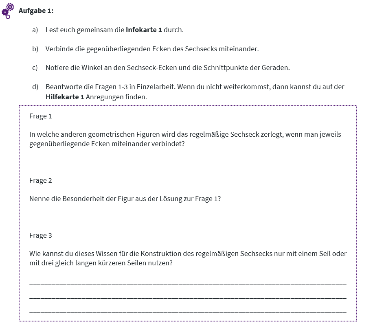 Aufgabe 1:
a) Lest euch gemeinsam die Infokarte 1 durch.
b) Verbinde die gegenüberliegenden Ecken des Sechsecks miteinander.
c) Notiere die Winkel an den Sechseck-Ecken und die Schnittpunkte der Geraden.
d) Beantworte die Fragen 1-3 in Einzelarbeit. Wenn du nicht weiterkommst, dann kannst du auf der
Hilfekarte 1 Anregungen finden.
Frage 1
In welche anderen geometrischen Figuren wird das regelmäßige Sechseck zerlegt, wenn man jeweils
gegenüberliegende Ecken miteinander verbindet?
Frage 2
Nenne die Besonderheit der Figur aus der Lösung zur Frage 1?
Frage 3
Wie kannst du dieses Wissen für die Konstruktion des regelmäßigen Sechsecks nur mit einem Seil oder
mit drei gleich langen kürzeren Seilen nutzen?